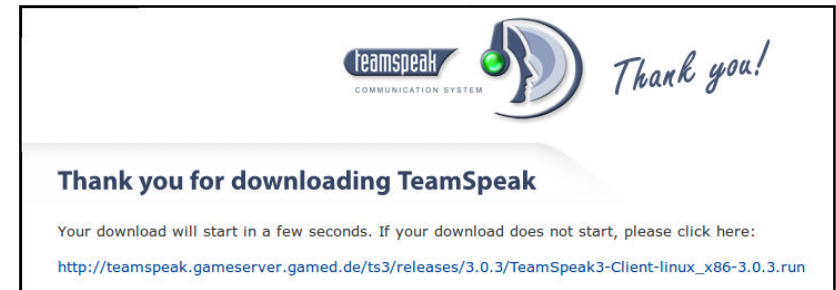 teamspeak
COMMUNICATION SYSTEM
Thank you!
Thank you for downloading TeamSpeak
Your download will start in a few seconds. If your download does not start, please click here:
http://teamspeak.gameserver.gamed.de/ts3/releases/3.0.3/TeamSpeak3-Client-linux_x86-3.0.3.run